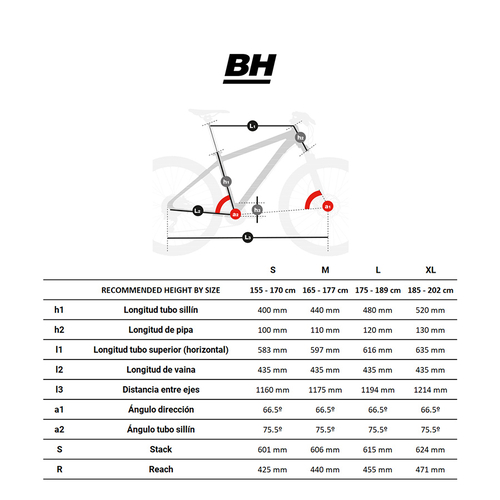 BH
L1
h2
h1
L2
a2
h3
a1
L3
S M L XL
RECOMMENDED HEIGHT BY SIZE 155 - 170 cm 165 - 177 cm 175 - 189 cm 185 - 202 cm
h1 Longitud tubo sillín 400 mm 440 mm 480 mm 520 mm
h2 Longitud de pipa 100 mm 110 mm 120 mm 130 mm
l1 Longitud tubo superior (horizontal) 583 mm 597 mm 616 mm 635 mm
l2 Longitud de vaina 435 mm 435 mm 435 mm 435 mm
l3 Distancia entre ejes 1160 mm 1175 mm 1194 mm 1214 mm
a1 Ángulo dirección 66.5º 66.5º 66.5º 66.5º
a2 Ángulo tubo sillín 75.5º 75.5º 75.5º 75.5º
S Stack 601 mm 606 mm 615 mm 624 mm
R Reach 425 mm 440 mm 455 mm 471 mm